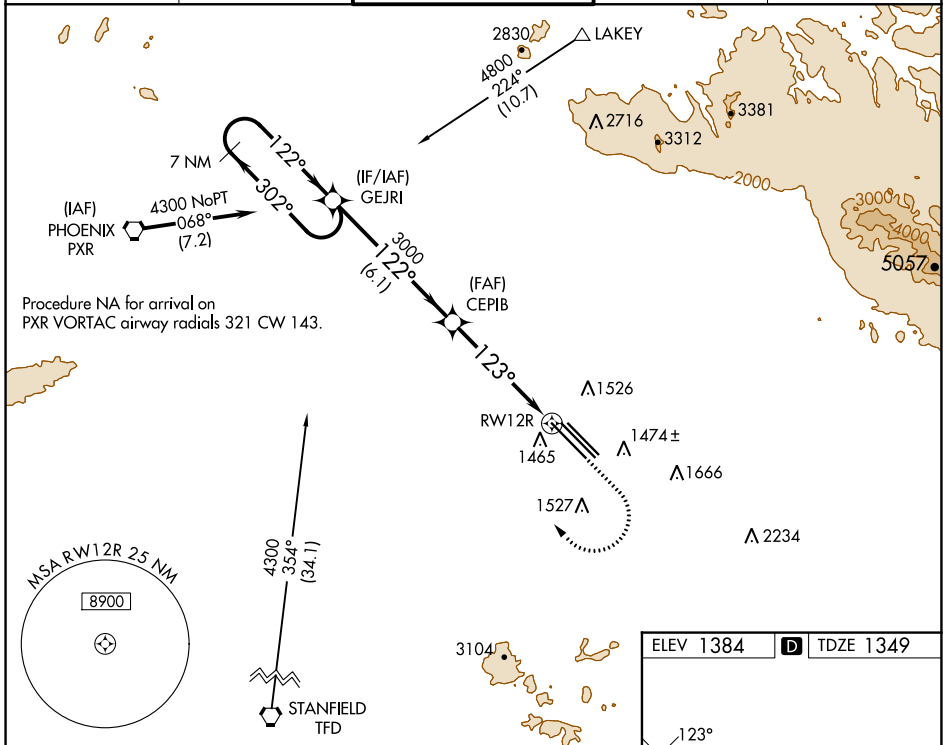 2830
LAKEY
4800
224°
(10.7)
2716
3381
3312
2000
3000
4000
5057
7 NM
122°
302°
(IF/IAF)
GEJRI
(IAF)
PHOENIX
PXR
4300 NoPT
068°
(7.2)
3000
122°
(6.1)
(FAF)
CEPIB
Procedure NA for arrival on
PXR VORTAC airway radials 321 CW 143.
123°
1526
RW12R
1465
1474±
1666
1527
2234
4300
354°
(34.1)
MSA RW12R 25 NM
8900
STANFIELD
TFD
3104
ELEV 1384 D TDZE 1349
123°